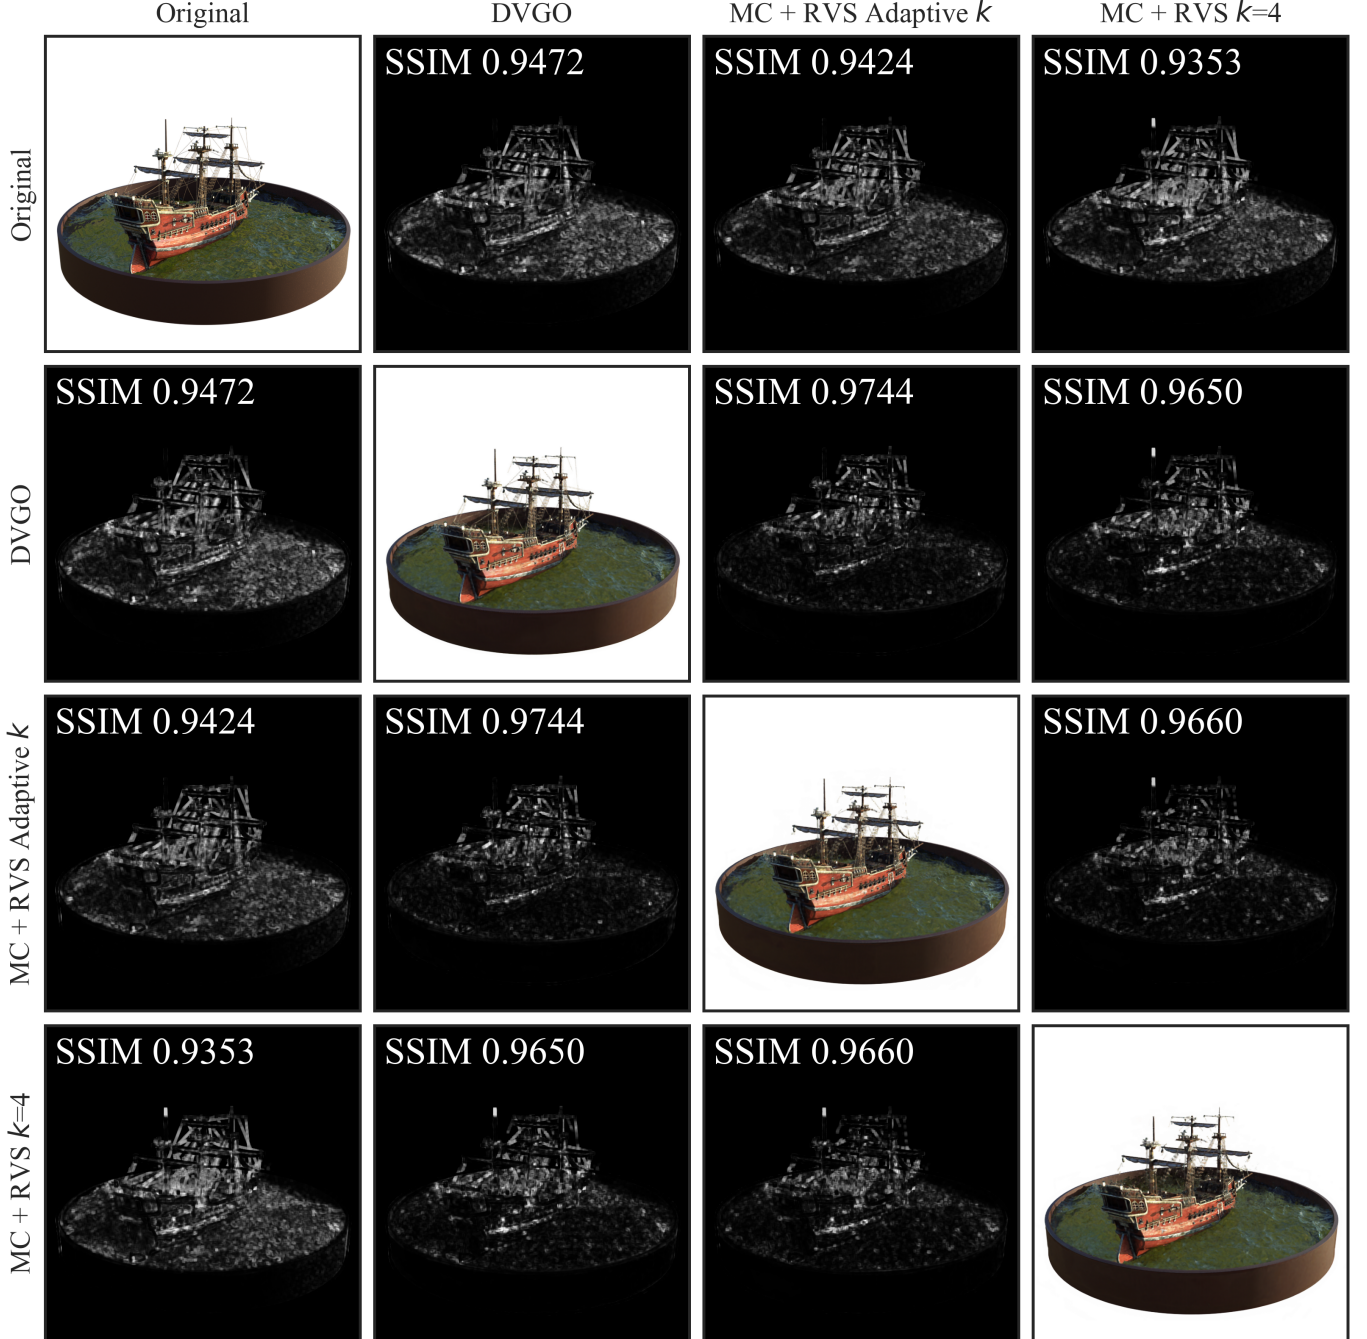 Original
DVGO
MC + RVS Adaptive k
MC + RVS k=4
Original
SSIM 0.9472
SSIM 0.9424
SSIM 0.9353
DVGO
SSIM 0.9472
SSIM 0.9744
SSIM 0.9650
MC + RVS Adaptive k
SSIM 0.9424
SSIM 0.9744
SSIM 0.9660
MC + RVS k=4
SSIM 0.9353
SSIM 0.9650
SSIM 0.9660